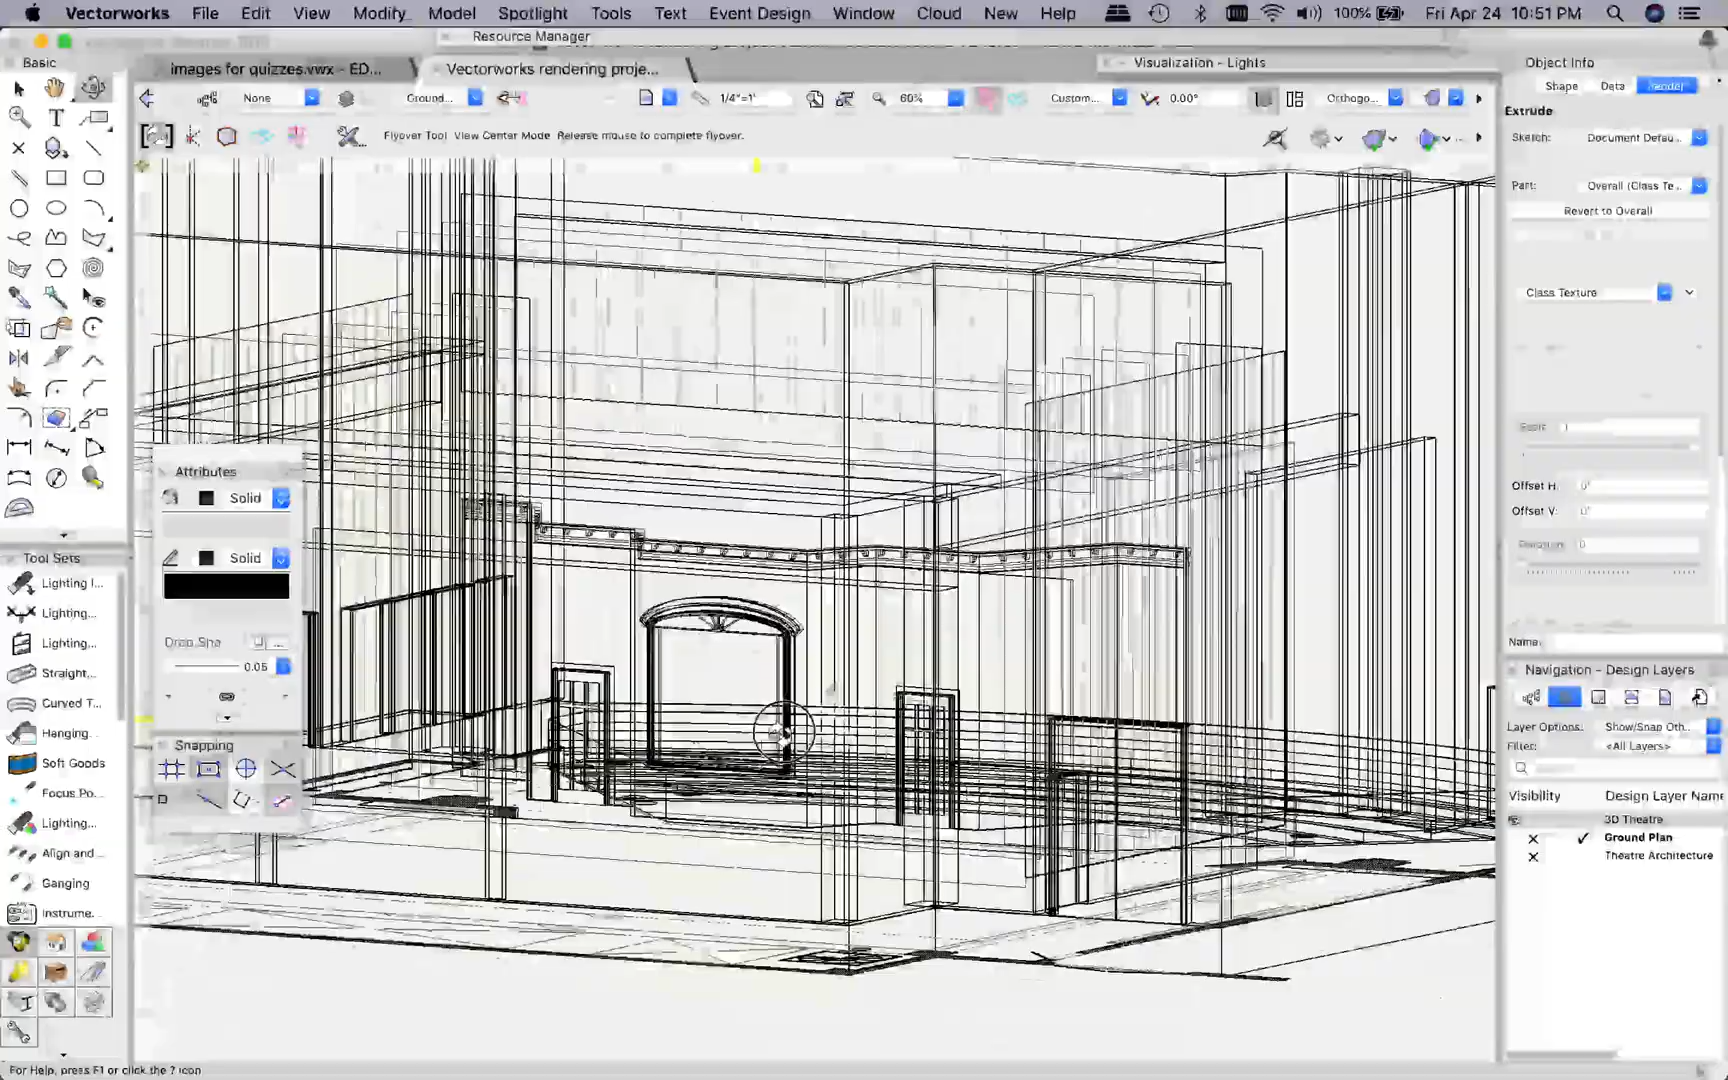 Vectorworks File Edit View Modify Model Spotlight Tools Text Event Design Window Cloud New Help 100% Fri Apr 24 10:51 PM
Resource Manager
Basic
images for quizzes.vwx - ED...
Vectorworks rendering proje...
Visualization - Lights
Object Info
Shape Data Render
None Ground... 1/4"=1' 60% Custom... 0.00° Orthogo...
Flyover Tool View Center Mode Release mouse to complete flyover.
Extrude
Sketch: Document Defau...
Part: Overall (Class Te...
Revert to Overall
Class Texture
Offset H: 0"
Offset V: 0"
Name:
Attributes
Solid
Solid
0.05
Snapping
Tool Sets
Lighting I...
Lighting...
Lighting...
Straight...
Curved T...
Hanging...
Soft Goods
Focus Po...
Lighting...
Align and
Ganging
Instrume...
Navigation - Design Layers
Layer Options: Show/Snap Oth...
Filter: <All Layers>
Visibility Design Layer Name
3D Theatre
Ground Plan
Theatre Architecture
For Help, press F1 or click the ? icon